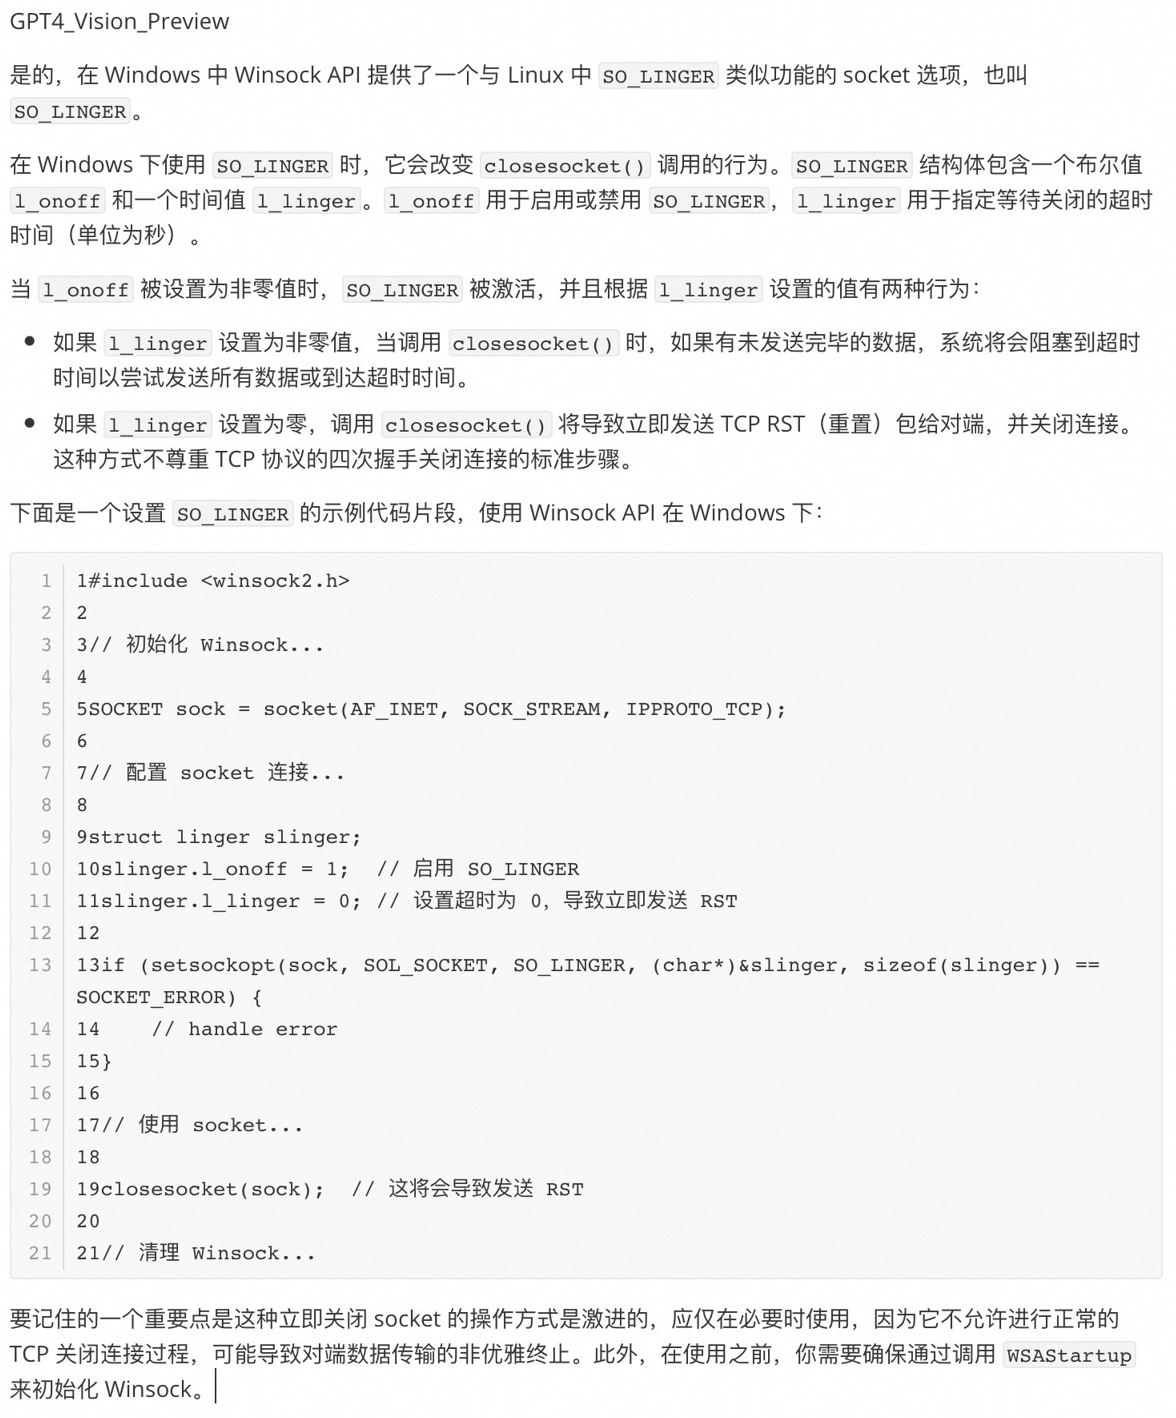 GPT4_Vision_Preview
是的，在 Windows 中 Winsock API 提供了一个与 Linux 中 SO_LINGER 类似功能的 socket 选项，也叫
SO_LINGER。
在 Windows 下使用 SO_LINGER 时，它会改变 closesocket() 调用的行为。SO_LINGER 结构体包含一个布尔值
l_onoff 和一个时间值 l_linger。l_onoff 用于启用或禁用 SO_LINGER，l_linger 用于指定等待关闭的超时
时间（单位为秒）。
当 l_onoff 被设置为非零值时，SO_LINGER 被激活，并且根据 l_linger 设置的值有两种行为：
• 如果 l_linger 设置为非零值，当调用 closesocket() 时，如果有未发送完毕的数据，系统将会阻塞到超时
时间以尝试发送所有数据或到达超时时间。
• 如果 l_linger 设置为零，调用 closesocket() 将导致立即发送 TCP RST（重置）包给对端，并关闭连接。
这种方式不尊重 TCP 协议的四次握手关闭连接的标准步骤。
下面是一个设置 SO_LINGER 的示例代码片段，使用 Winsock API 在 Windows 下：
1 1#include <winsock2.h>
2 2
3 3// 初始化 Winsock...
4 4
5 5SOCKET sock = socket(AF_INET, SOCK_STREAM, IPPROTO_TCP);
6 6
7 7// 配置 socket 连接...
8 8
9 9struct linger slinger;
10 10slinger.l_onoff = 1;  // 启用 SO_LINGER
11 11slinger.l_linger = 0; // 设置超时为 0，导致立即发送 RST
12 12
13 13if (setsockopt(sock, SOL_SOCKET, SO_LINGER, (char*)&slinger, sizeof(slinger)) ==
SOCKET_ERROR) {
14 14    // handle error
15 15}
16 16
17 17// 使用 socket...
18 18
19 19closesocket(sock);  // 这将会导致发送 RST
20 20
21 21// 清理 Winsock...
要记住的一个重要点是这种立即关闭 socket 的操作方式是激进的，应仅在必要时使用，因为它不允许进行正常的
TCP 关闭连接过程，可能导致对端数据传输的非优雅终止。此外，在使用之前，你需要确保通过调用 WSAStartup
来初始化 Winsock。